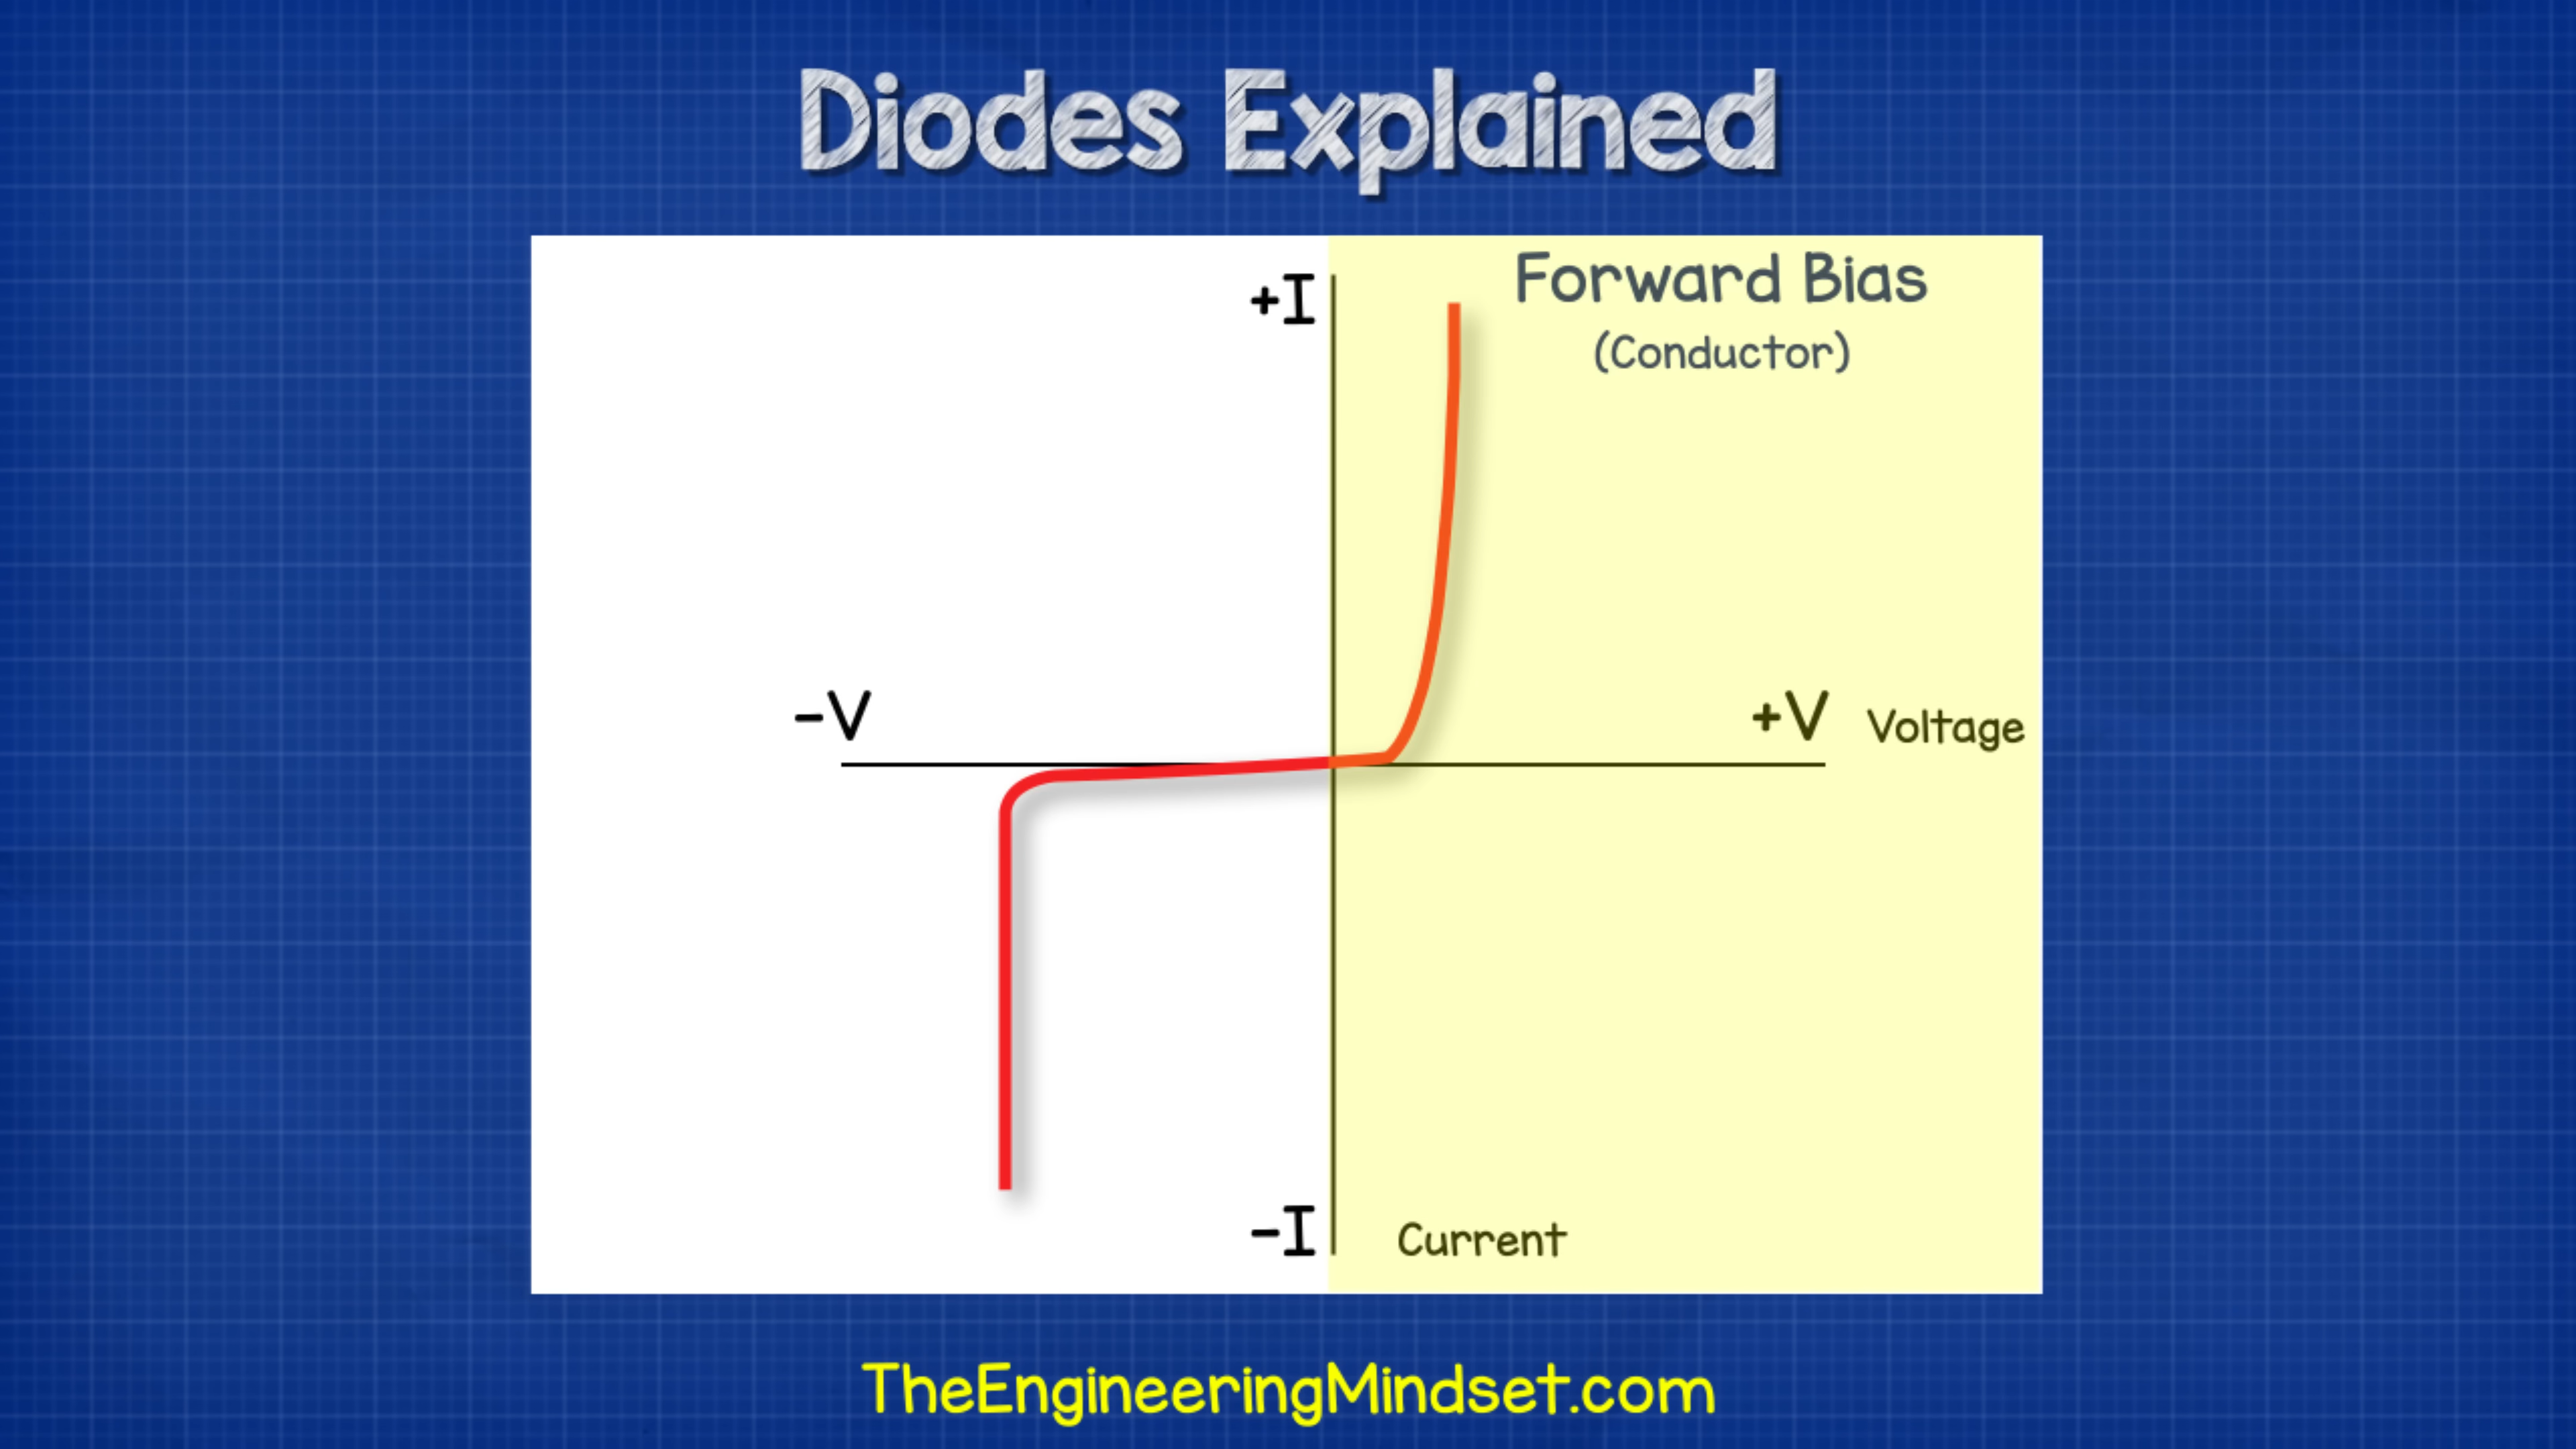 Diodes Explained
+I
Forward Bias
(Conductor)
-V
+V
Voltage
-I
Current
TheEngineeringMindset.com